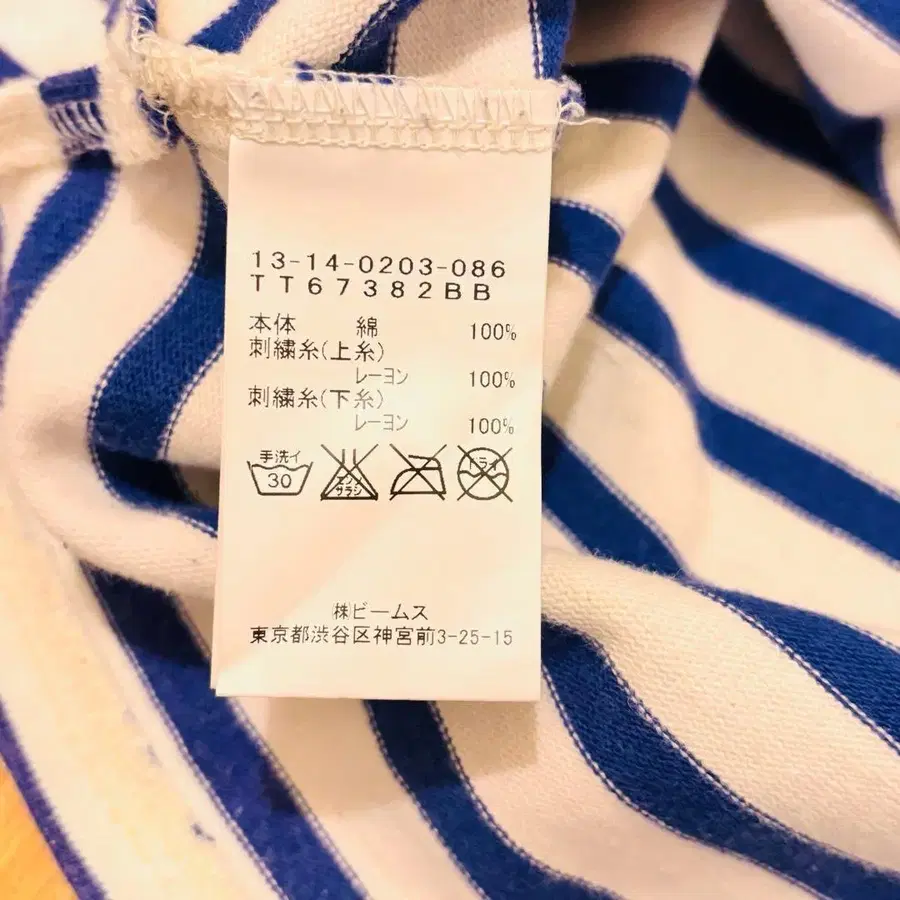 13-14-0203-086
TT67382BB
本体 綿 100%
刺繍糸(上糸)
レーヨン 100%
刺繍糸(下糸)
レーヨン 100%
手洗イ エンソ ドライ
30 サラシ
㈱ビームス
東京都渋谷区神宮前3-25-15